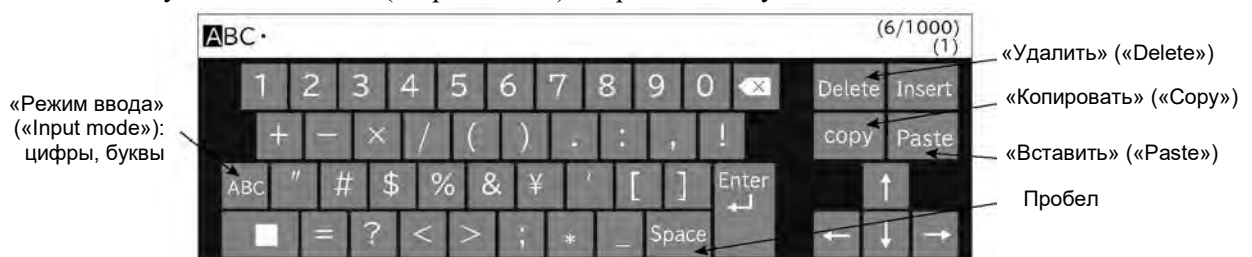 ABC·
(6/1000)
(1)
1 2 3 4 5 6 7 8 9 0
+ - × / ( ) . : , !
ABC " # $ % & ¥ ' [ ] Enter
■ = ? < > ; * _ Space
Delete Insert
copy Paste
↑
← ↓ →
«Режим ввода»
(«Input mode»):
цифры, буквы
«Удалить» («Delete»)
«Копировать» («Copy»)
«Вставить» («Paste»)
Пробел